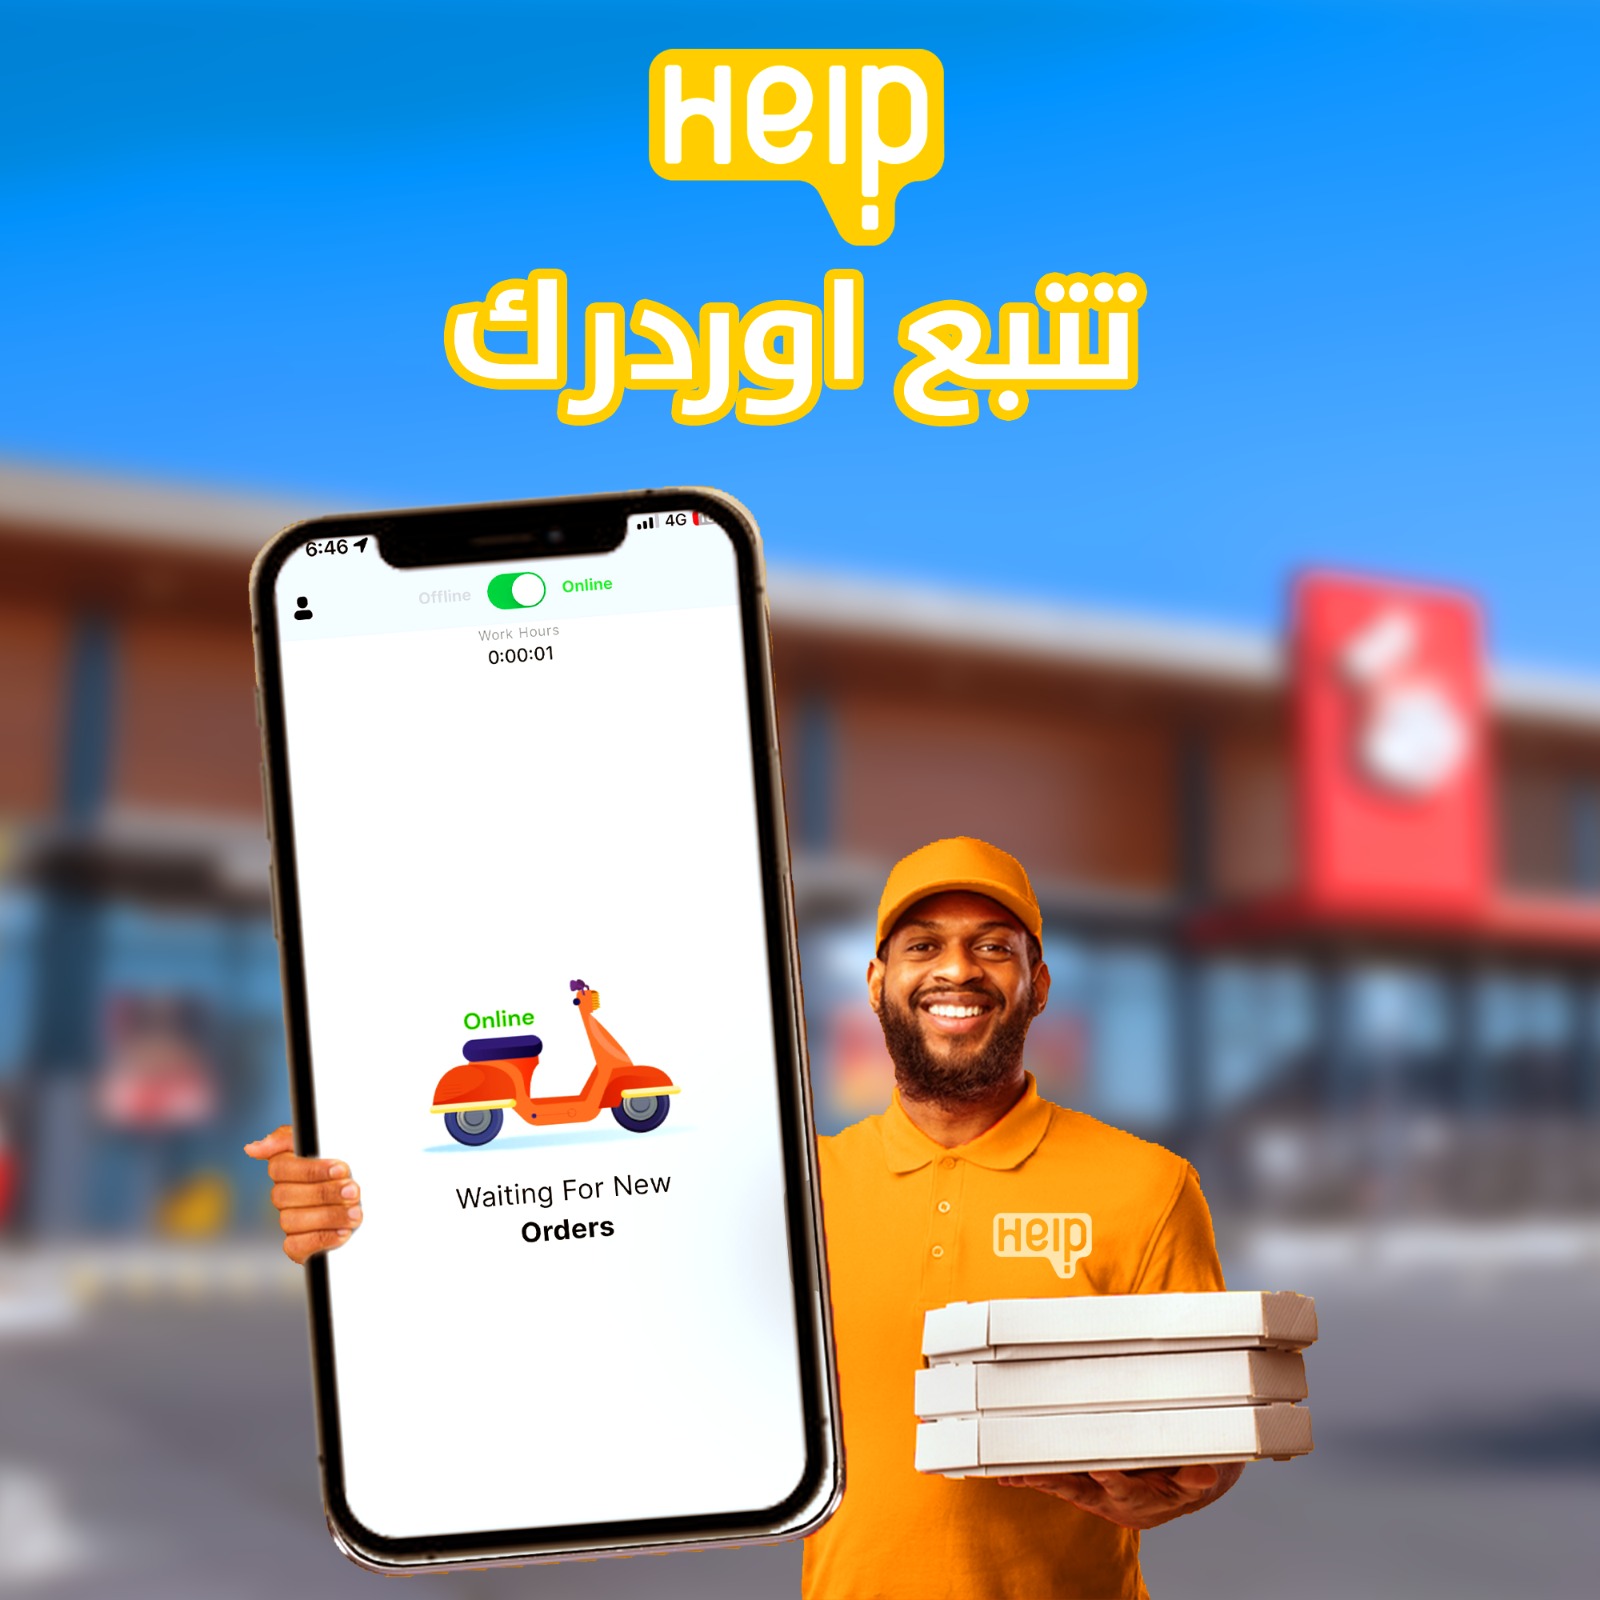 Help
تتبع اوردرك
6:46
4G
Offline
Online
Work Hours
0:00:01
Online
Waiting For New
Orders
Help